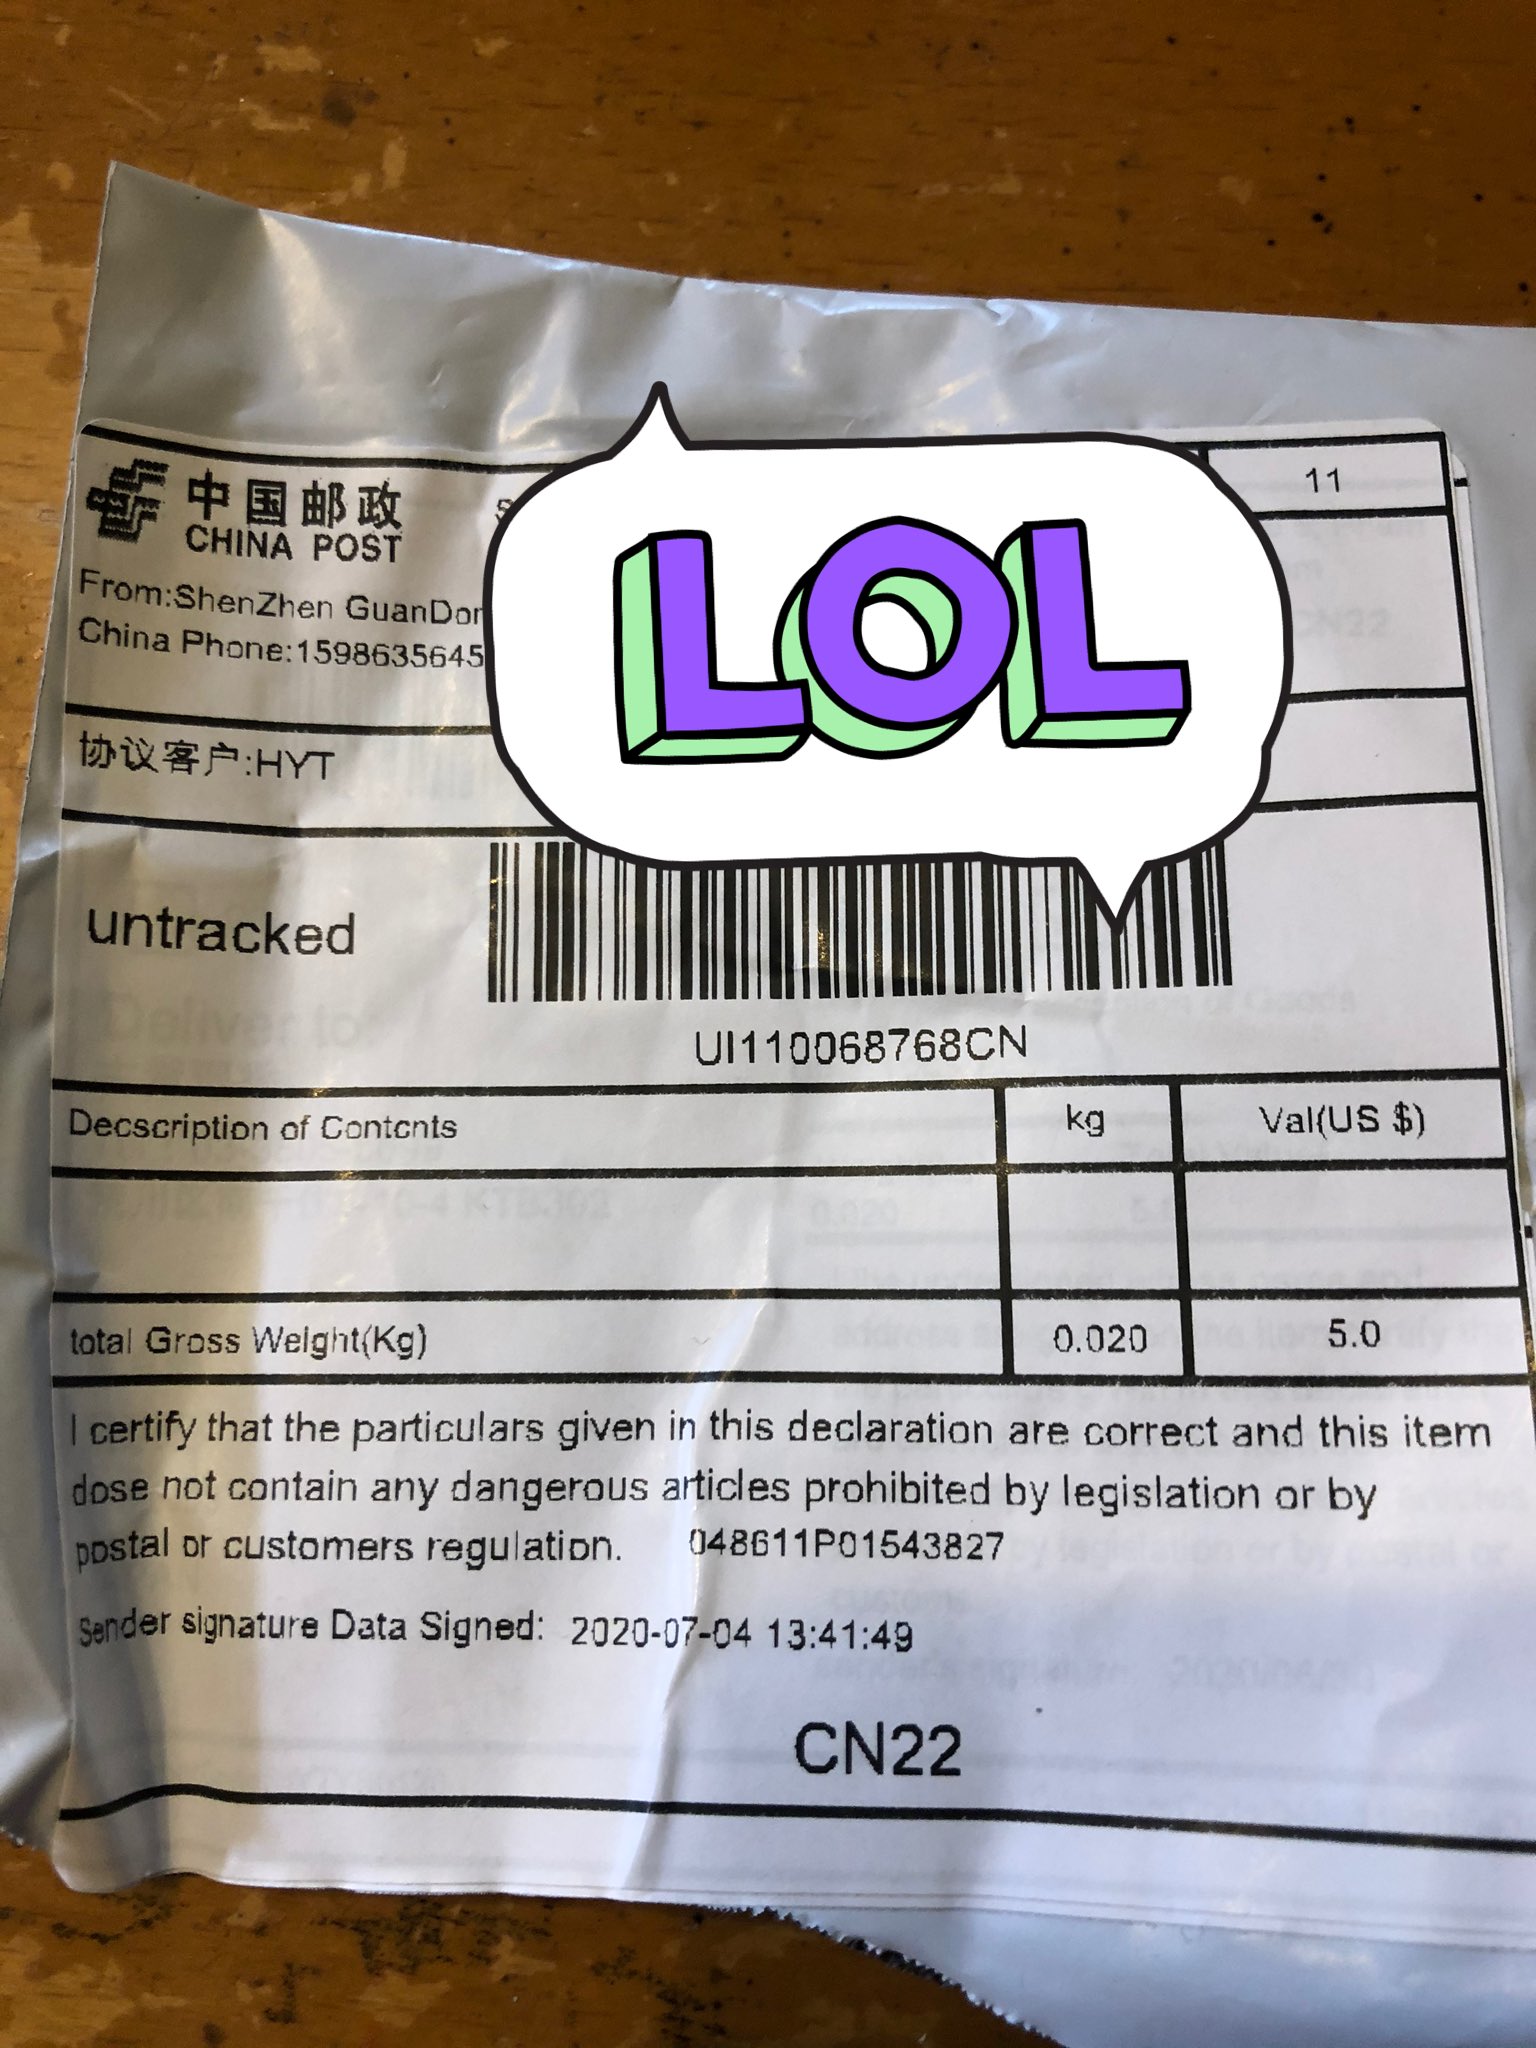 中国邮政
CHINA POST
11
From:ShenZhen
China Phone:1598635645
LOL
协议客户:HYT
untracked
UI110068768CN
Decscription of Contcnts kg Val(US $)
total Gross Weight(Kg) 0.020 5.0
I certify that the particulars given in this declaration are correct and this item
dose not contain any dangerous articles prohibited by legislation or by
postal or customers regulation. 048611P01543827
Sender signature Data Signed: 2020-07-04 13:41:49
CN22